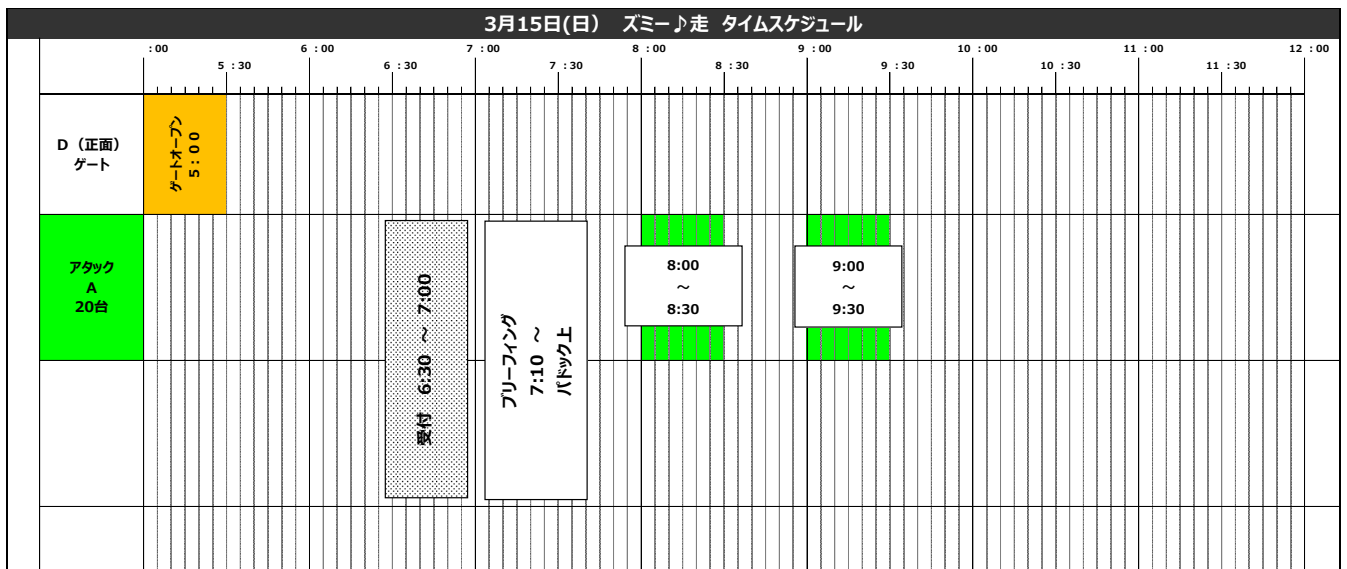 3月15日(日） ズミー♪走 タイムスケジュール
:00 6 : 00 7 : 00 8 : 00 9 : 00 10 : 00 11 : 00 12 : 00
5 : 30 6 : 30 7 : 30 8 : 30 9 : 30 10 : 30 11 : 30
D（正面）
ゲート
ゲートオープン
5：00
アタック
A
20台
受付 6:30 ～ 7:00
ブリーフィング
7:10 ～
パドック上
8:00
～
8:30
9:00
～
9:30